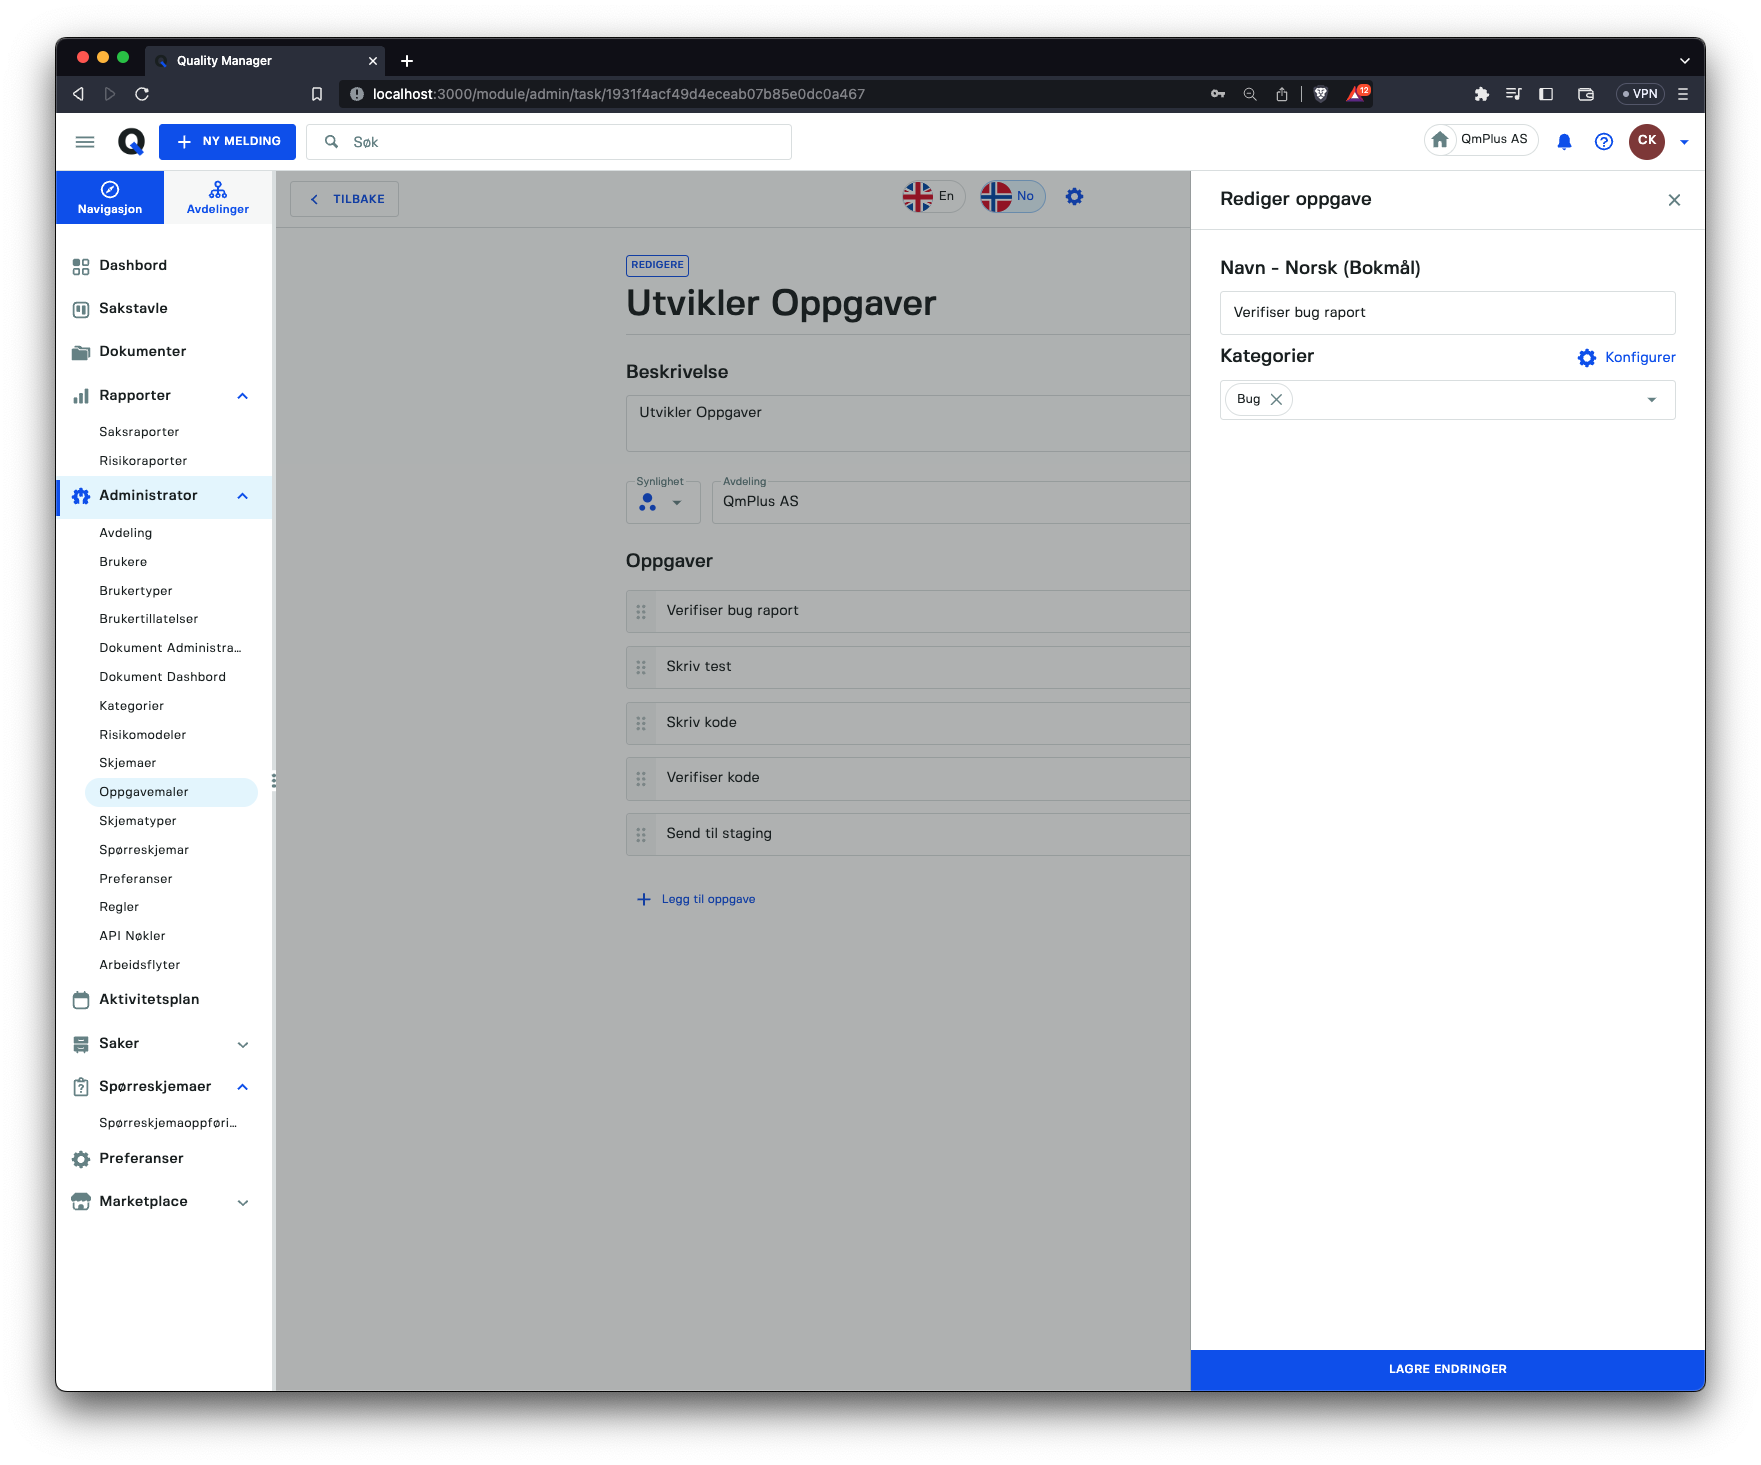 Quality Manager
localhost:3000/module/admin/task/1931f4acf49d4eceab07b85e0dc0a467
12
VPN
NY MELDING
Søk
QmPlus AS
CK
Navigasjon
Avdelinger
Dashbord
Sakstavle
Dokumenter
Rapporter
Saksraporter
Risikoraporter
Administrator
Avdeling
Brukere
Brukertyper
Brukertillatelser
Dokument Administra...
Dokument Dashbord
Kategorier
Risikomodeler
Skjemaer
Oppgavemaler
Skjematyper
Spørreskjemar
Preferanser
Regler
API Nøkler
Arbeidsflyter
Aktivitetsplan
Saker
Spørreskjemaer
Spørreskjemaoppføri...
Preferanser
Marketplace
TILBAKE
En
No
REDIGERE
Utvikler Oppgaver
Beskrivelse
Utvikler Oppgaver
Synlighet
Avdeling
QmPlus AS
Oppgaver
Verifiser bug raport
Skriv test
Skriv kode
Verifiser kode
Send til staging
Legg til oppgave
Rediger oppgave
Navn - Norsk (Bokmål)
Verifiser bug raport
Kategorier
Konfigurer
Bug
LAGRE ENDRINGER